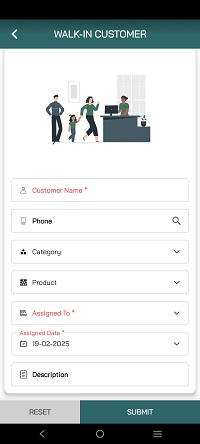 WALK-IN CUSTOMER
Customer Name *
Phone
Category
Product
Assigned To *
Assigned Date *
19-02-2025
Description
RESET SUBMIT